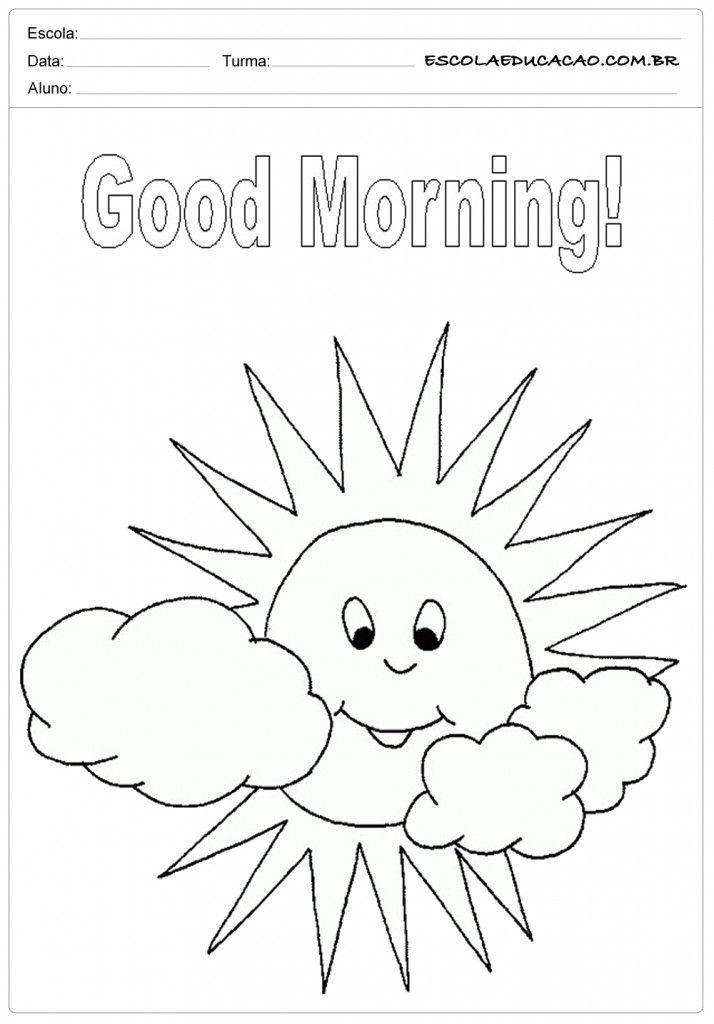 Escola:
Data: Turma: ESCOLAEDUCACAO.COM.BR
Aluno:
Good Morning!